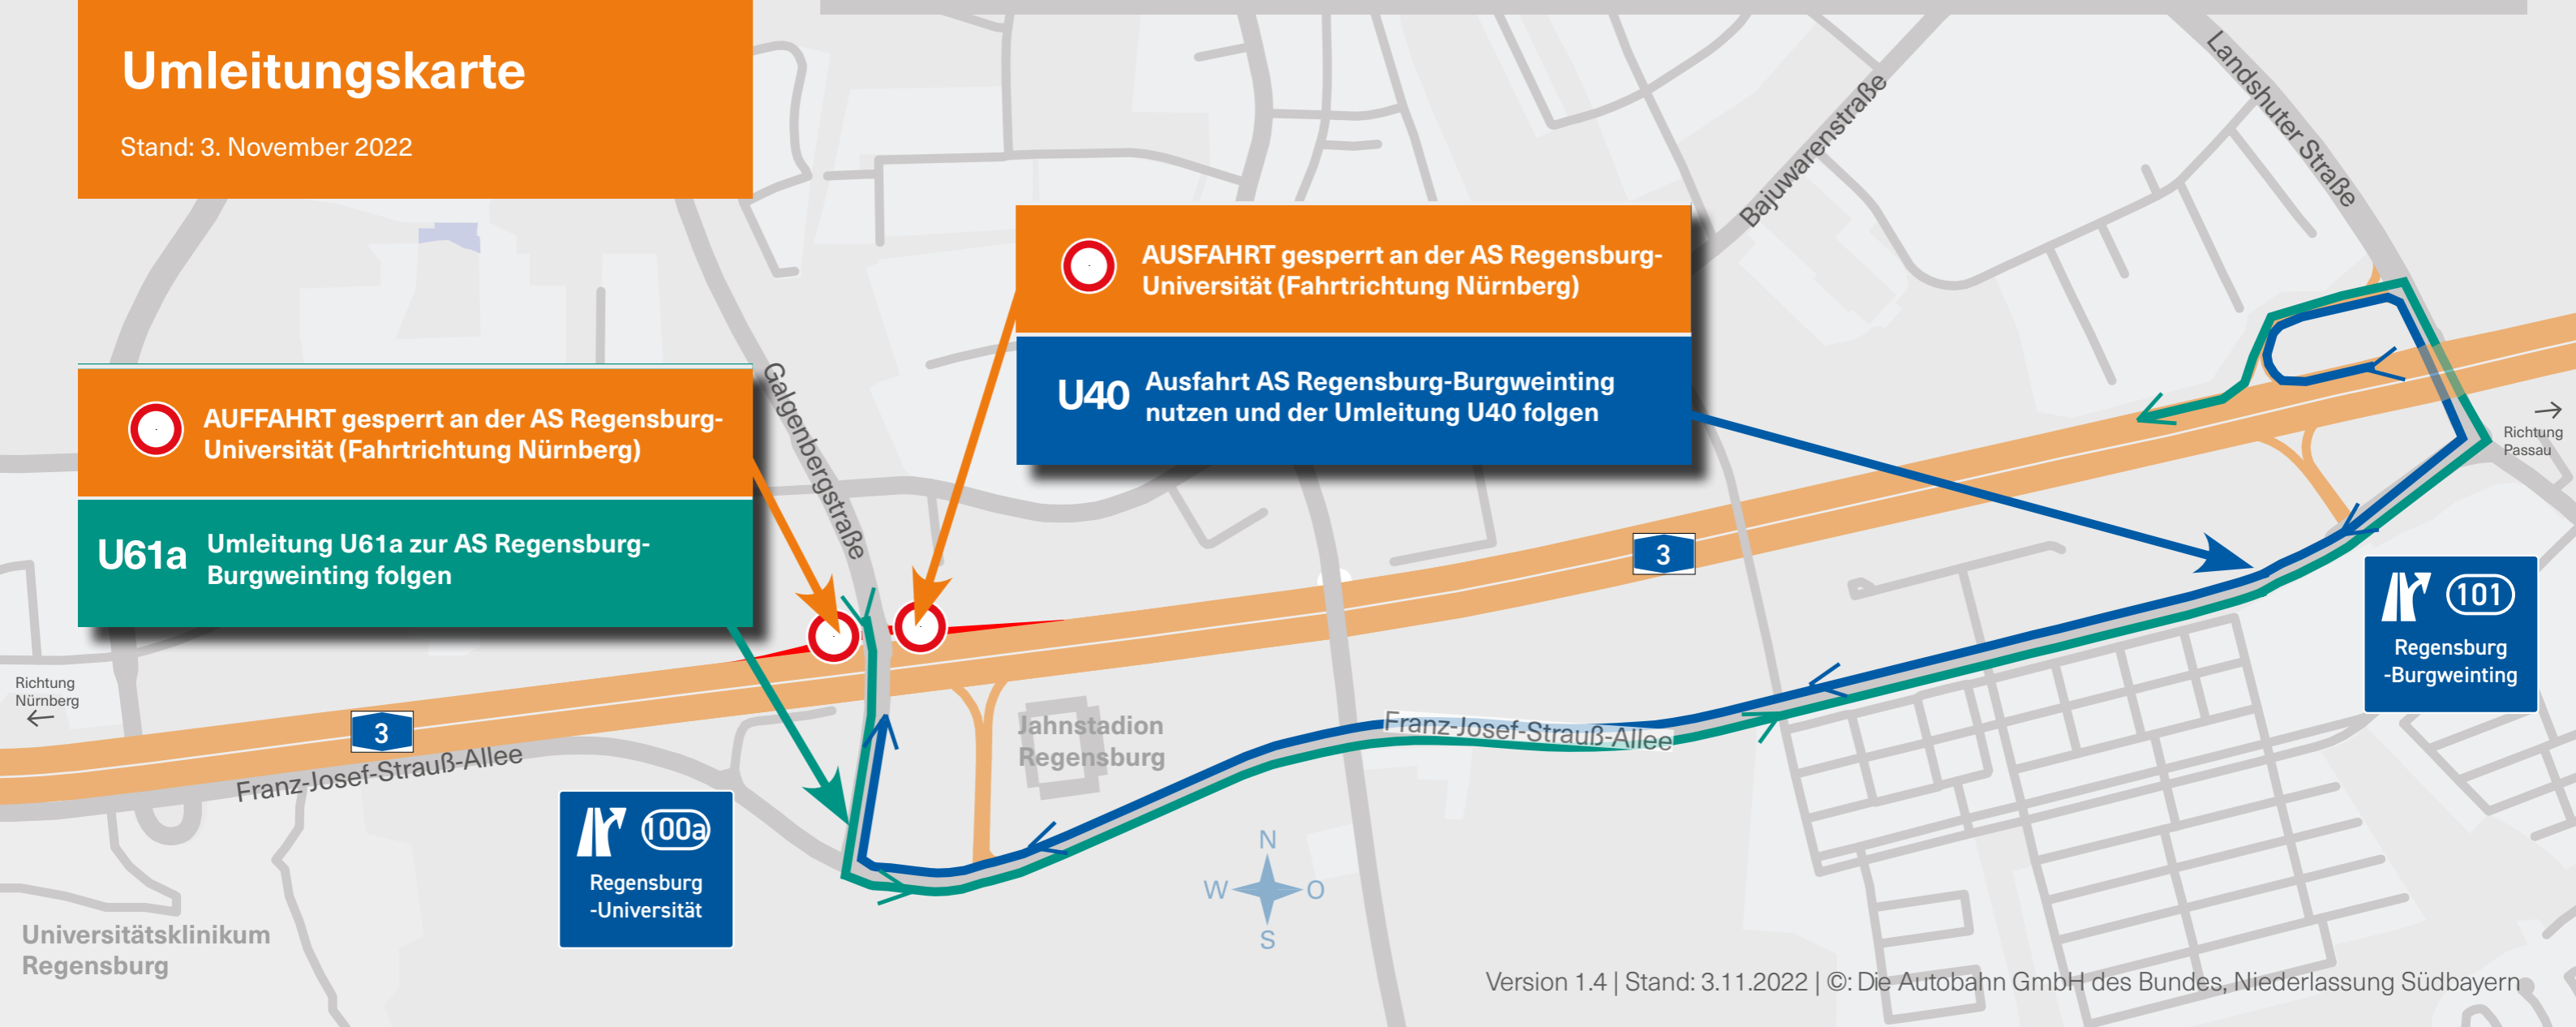 Umleitungskarte
Stand: 3. November 2022
Landshuter Straße
Bajuwarenstraße
AUSFAHRT gesperrt an der AS Regensburg-
Universität (Fahrtrichtung Nürnberg)
U40
Ausfahrt AS Regensburg-Burgweinting
nutzen und der Umleitung U40 folgen
Galgenbergstraße
AUFFAHRT gesperrt an der AS Regensburg-
Universität (Fahrtrichtung Nürnberg)
U61a
Umleitung U61a zur AS Regensburg-
Burgweinting folgen
Richtung
Passau
3
101
Regensburg
-Burgweinting
Richtung
Nürnberg
3
Franz-Josef-Strauß-Allee
Jahnstadion
Regensburg
Franz-Josef-Strauß-Allee
100a
Regensburg
-Universität
N
W
O
S
Universitätsklinikum
Regensburg
Version 1.4 | Stand: 3.11.2022 | ©: Die Autobahn GmbH des Bundes, Niederlassung Südbayern